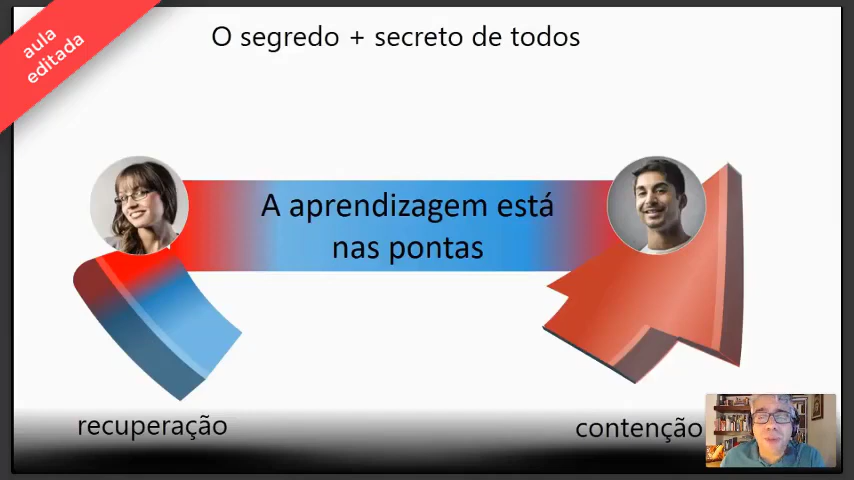 aula
editada
O segredo + secreto de todos
A aprendizagem está
nas pontas
recuperação
contenção